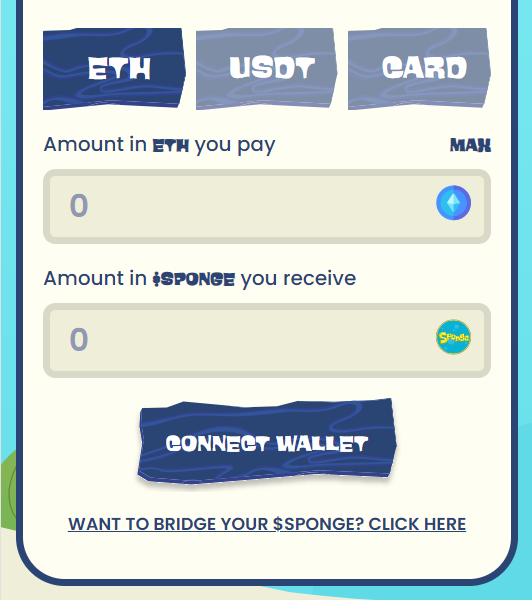 ETH USDT CARD
Amount in ETH you pay MAX
0
Amount in $SPONGE you receive
0 Sponge
CONNECT WALLET
WANT TO BRIDGE YOUR $SPONGE? CLICK HERE